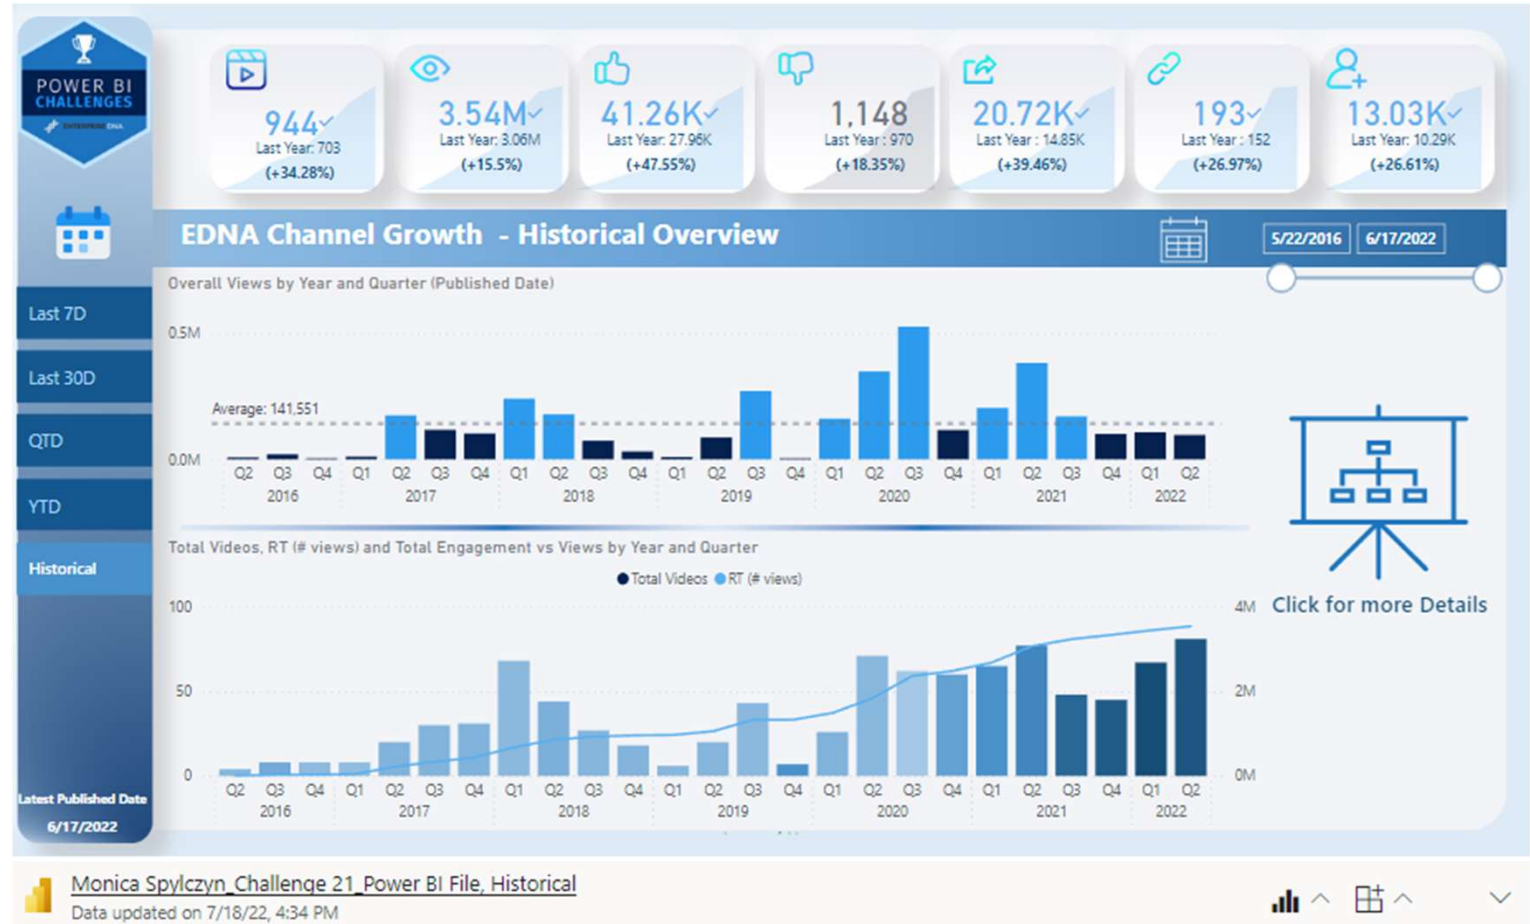 POWER BI
CHALLENGES
ENTERPRISE DNA
944
Last Year: 703
(+34.28%)
3.54M
Last Year: 3.06M
(+15.5%)
41.26K
Last Year: 27.96K
(+47.55%)
1,148
Last Year : 970
(+18.35%)
20.72K
Last Year : 14.85K
(+39.46%)
193
Last Year : 152
(+26.97%)
13.03K
Last Year: 10.29K
(+26.61%)
EDNA Channel Growth - Historical Overview
5/22/2016 6/17/2022
Last 7D
Last 30D
QTD
YTD
Historical
Latest Published Date
6/17/2022
Overall Views by Year and Quarter (Published Date)
0.5M
Average: 141,551
0.0M
Q2 Q3 Q4 Q1 Q2 Q3 Q4 Q1 Q2 Q3 Q4 Q1 Q2 Q3 Q4 Q1 Q2 Q3 Q4 Q1 Q2 Q3 Q4 Q1 Q2
2016 2017 2018 2019 2020 2021 2022
Total Videos, RT (# views) and Total Engagement vs Views by Year and Quarter
Total Videos RT (# views)
100 4M
50 2M
0 0M
Q2 Q3 Q4 Q1 Q2 Q3 Q4 Q1 Q2 Q3 Q4 Q1 Q2 Q3 Q4 Q1 Q2 Q3 Q4 Q1 Q2 Q3 Q4 Q1 Q2
2016 2017 2018 2019 2020 2021 2022
Click for more Details
Monica Spylczyn_Challenge 21_Power BI File, Historical
Data updated on 7/18/22, 4:34 PM